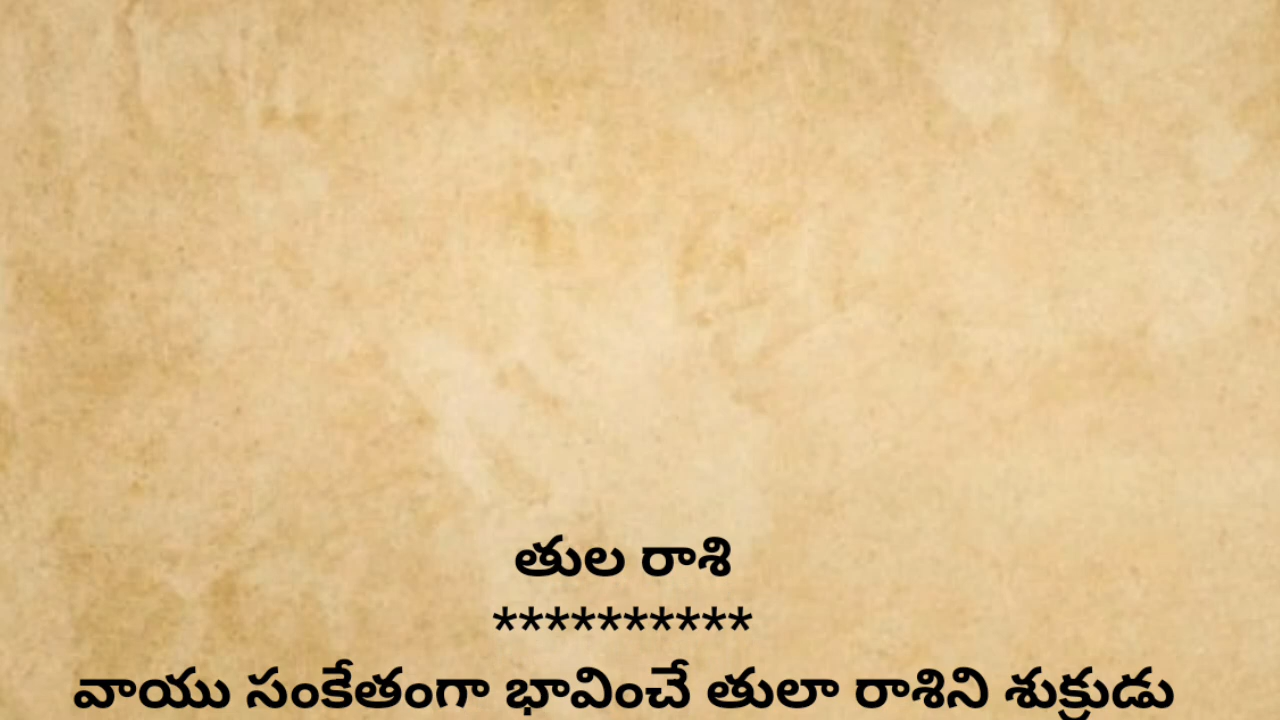 తుల రాశి
**********
వాయు సంకేతంగా భావించే తులా రాశిని శుక్రుడు